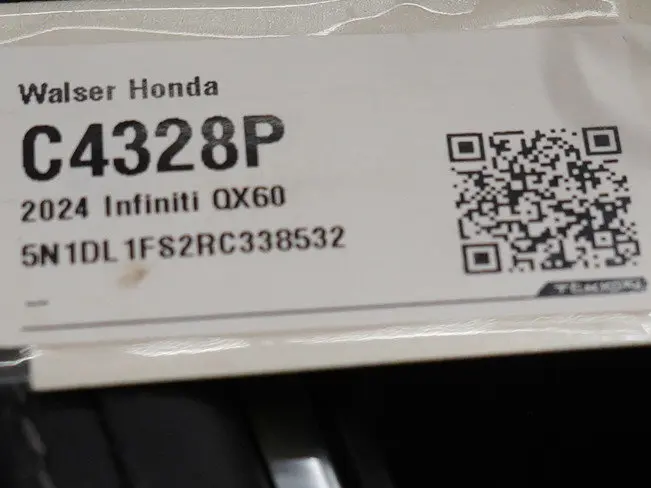 Walser Honda
C4328P
2024 Infiniti QX60
5N1DL1FS2RC338532